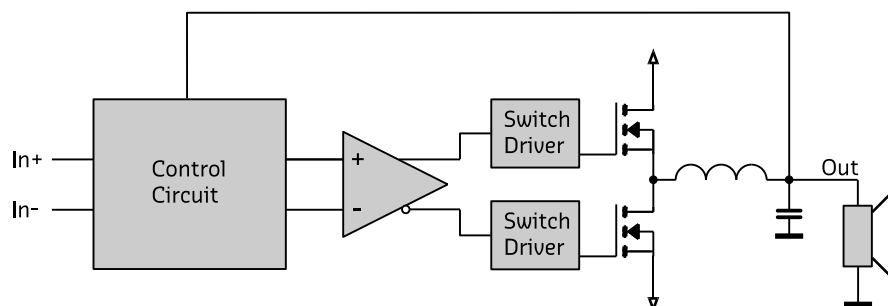 In+
In-
Control
Circuit
+
-
Switch
Driver
Switch
Driver
Out